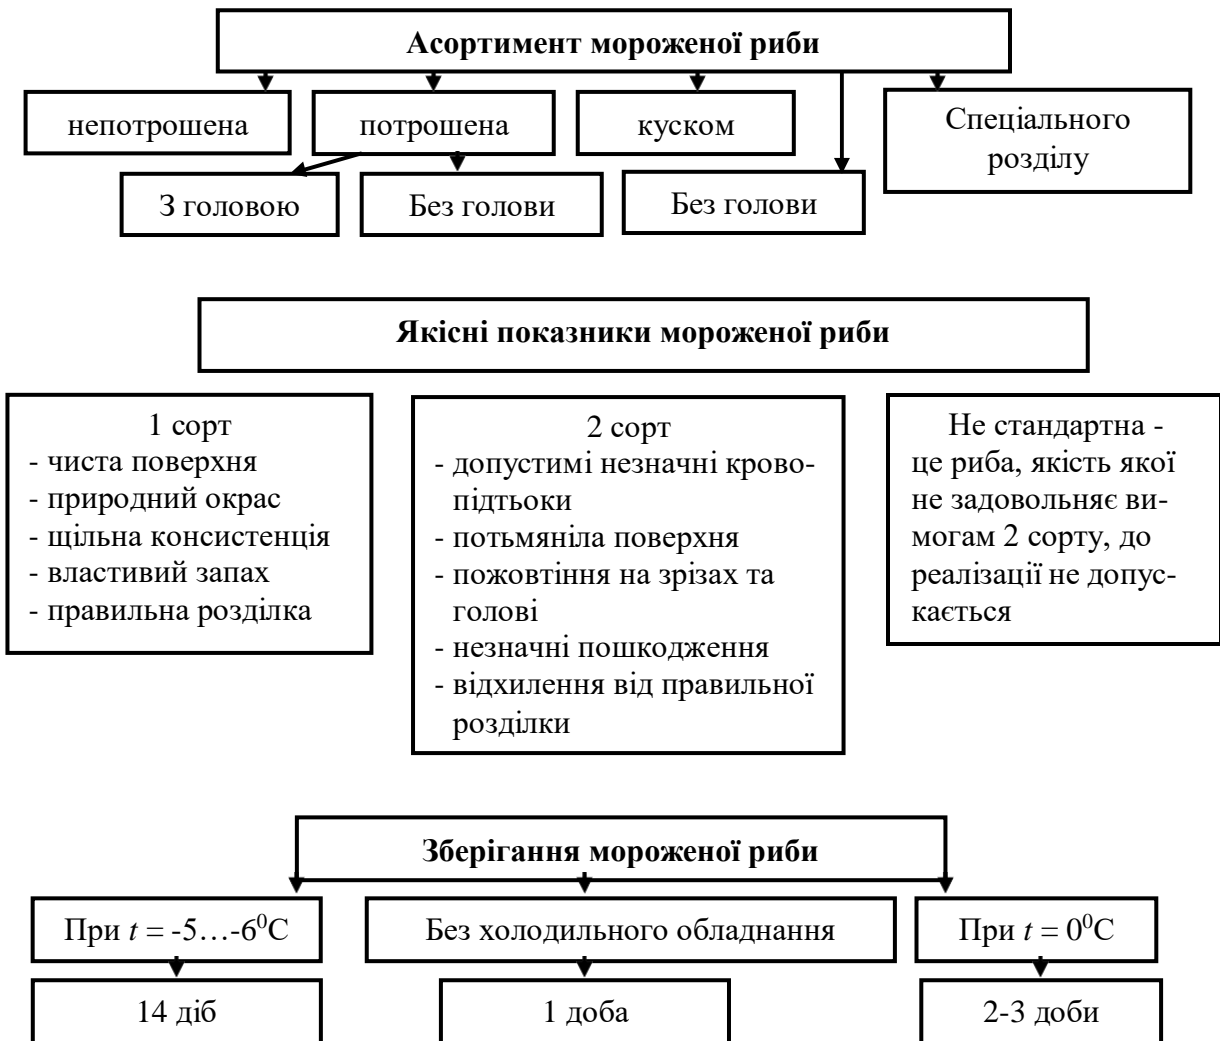 Асортимент мороженої риби
непотрошена
потрошена
куском
Спеціального
розділу
З головою
Без голови
Без голови
Якісні показники мороженої риби
1 сорт
- чиста поверхня
- природний окрас
- щільна консистенція
- властивий запах
- правильна розділка
2 сорт
- допустимі незначні крово-
підтьоки
- потьмяніла поверхня
- пожовтіння на зрізах та
голові
- незначні пошкодження
- відхилення від правильної
розділки
Не стандартна -
це риба, якість якої
не задовольняє ви-
могам 2 сорту, до
реалізації не допус-
кається
Зберігання мороженої риби
При t = -5…-6⁰С
Без холодильного обладнання
При t = 0⁰С
14 діб
1 доба
2-3 доби